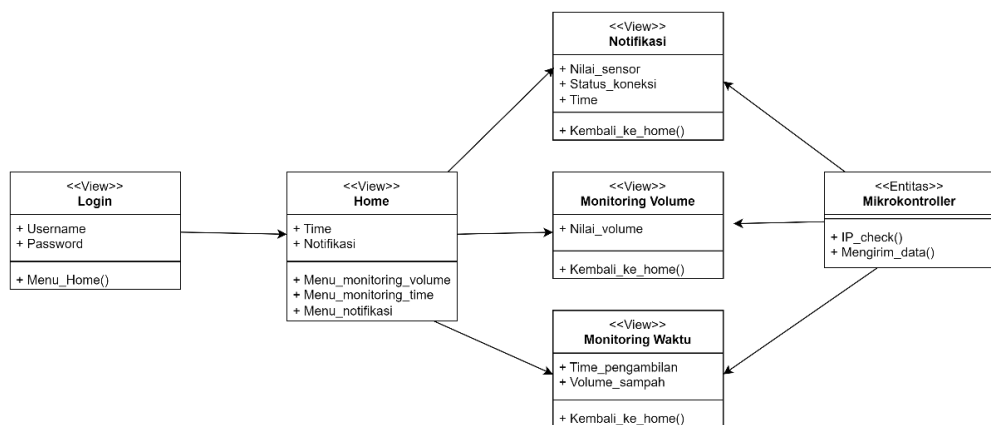 <<View>>
Login
+ Username
+ Password
+ Menu_Home()
<<View>>
Home
+ Time
+ Notifikasi
+ Menu_monitoring_volume
+ Menu_monitoring_time
+ Menu_notifikasi
<<View>>
Notifikasi
+ Nilai_sensor
+ Status_koneksi
+ Time
+ Kembali_ke_home()
<<View>>
Monitoring Volume
+ Nilai_volume
+ Kembali_ke_home()
<<View>>
Monitoring Waktu
+ Time_pengambilan
+ Volume_sampah
+ Kembali_ke_home()
<<Entitas>>
Mikrokontroller
+ IP_check()
+ Mengirim_data()